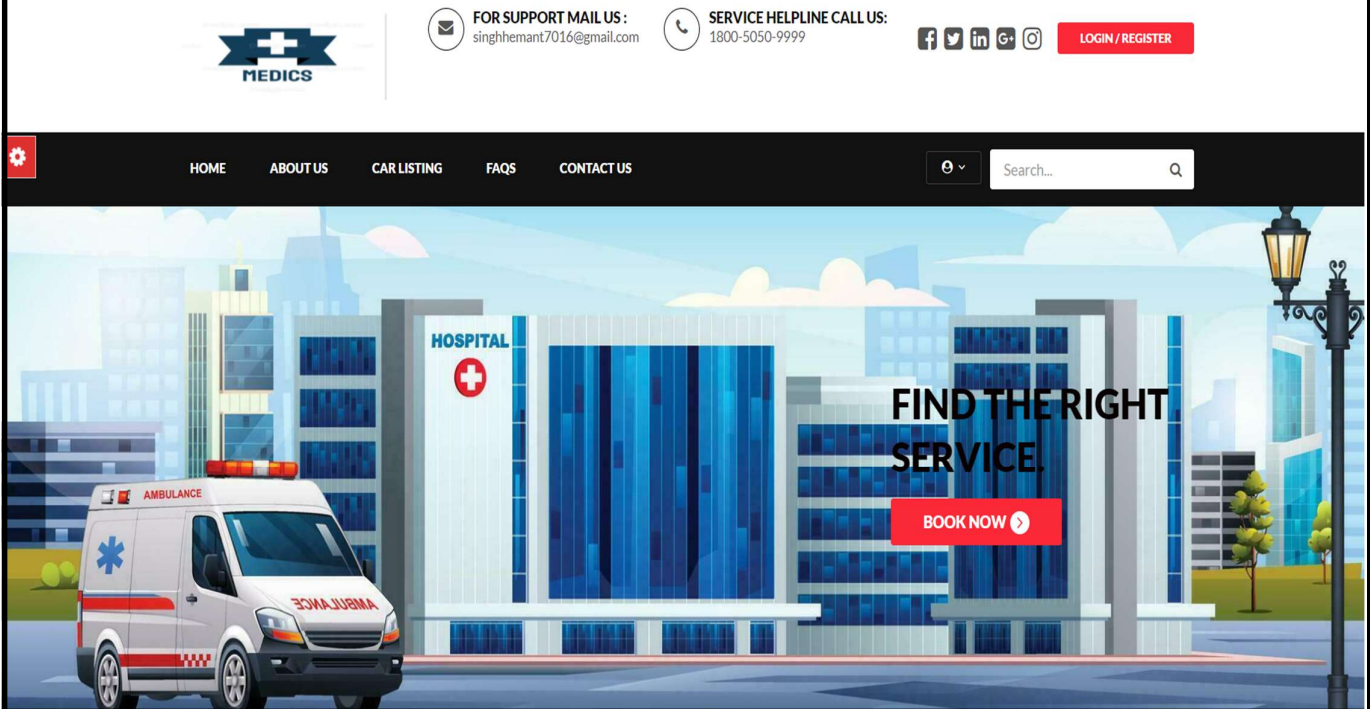 MEDICS
FOR SUPPORT MAIL US :
singhhemant7016@gmail.com
SERVICE HELPLINE CALL US:
1800-5050-9999
LOGIN / REGISTER
HOME
ABOUT US
CAR LISTING
FAQS
CONTACT US
Search...
HOSPITAL
FIND THE RIGHT
SERVICE.
BOOK NOW
AMBULANCE
AMBULANCE